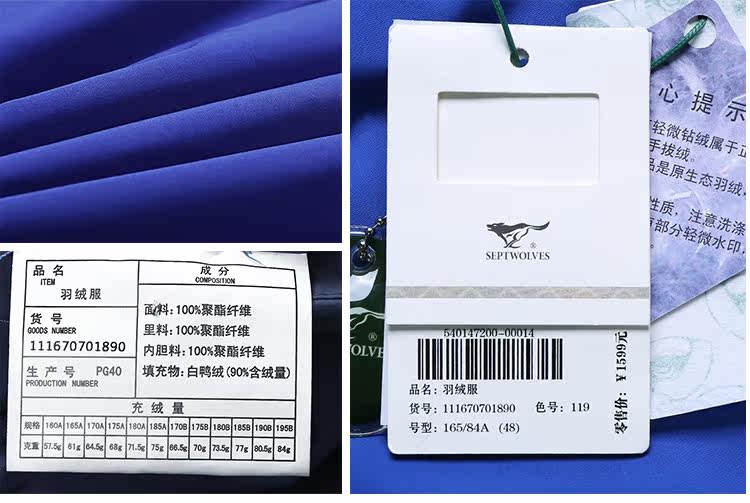 品名
ITEM
羽绒服
货号
GOODS NUMBER
111670701890
生产号 PG40
PRODUCTION NUMBER
成分
COMPOSITION
面料:100%聚酯纤维
里料:100%聚酯纤维
内胆料:100%聚酯纤维
填充物:白鸭绒(90%含绒量)
充绒量
规格 160A 165A 170A 175A 180A 185A 170B 175B 180B 185B 190B 195B
克重 57.5g 61g 64.5g 68g 71.5g 75g 66.5g 70g 73.5g 77g 80.5g 84g
SEPTWOLVES
540147200-00014
品名: 羽绒服
货号: 111670701890 色号: 119
号型: 165/84A (48)
零售价: ¥1599元
心提示
轻微钻绒属于正
手拔绒。
品是原生态羽绒,
性质，注意洗涤
部分轻微水印,